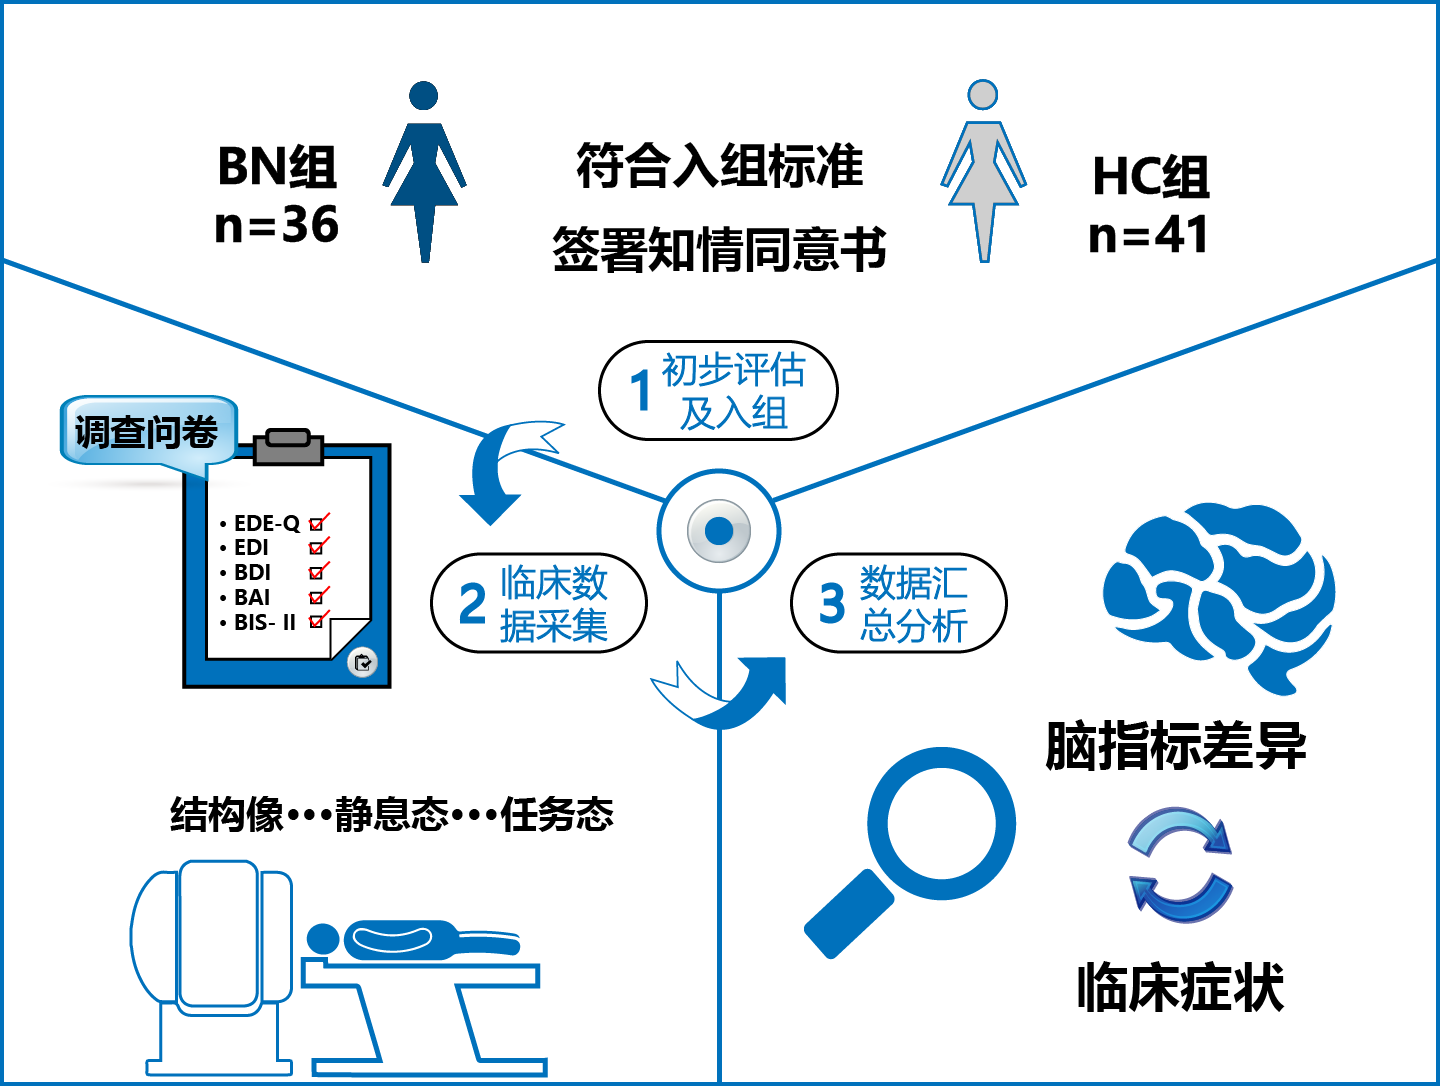 BN组
n=36
符合入组标准
签署知情同意书
HC组
n=41
1 初步评估
及入组
调查问卷
• EDE-Q
• EDI
• BDI
• BAI
• BIS- II
2 临床数
据采集
3 数据汇
总分析
结构像···静息态···任务态
脑指标差异
临床症状